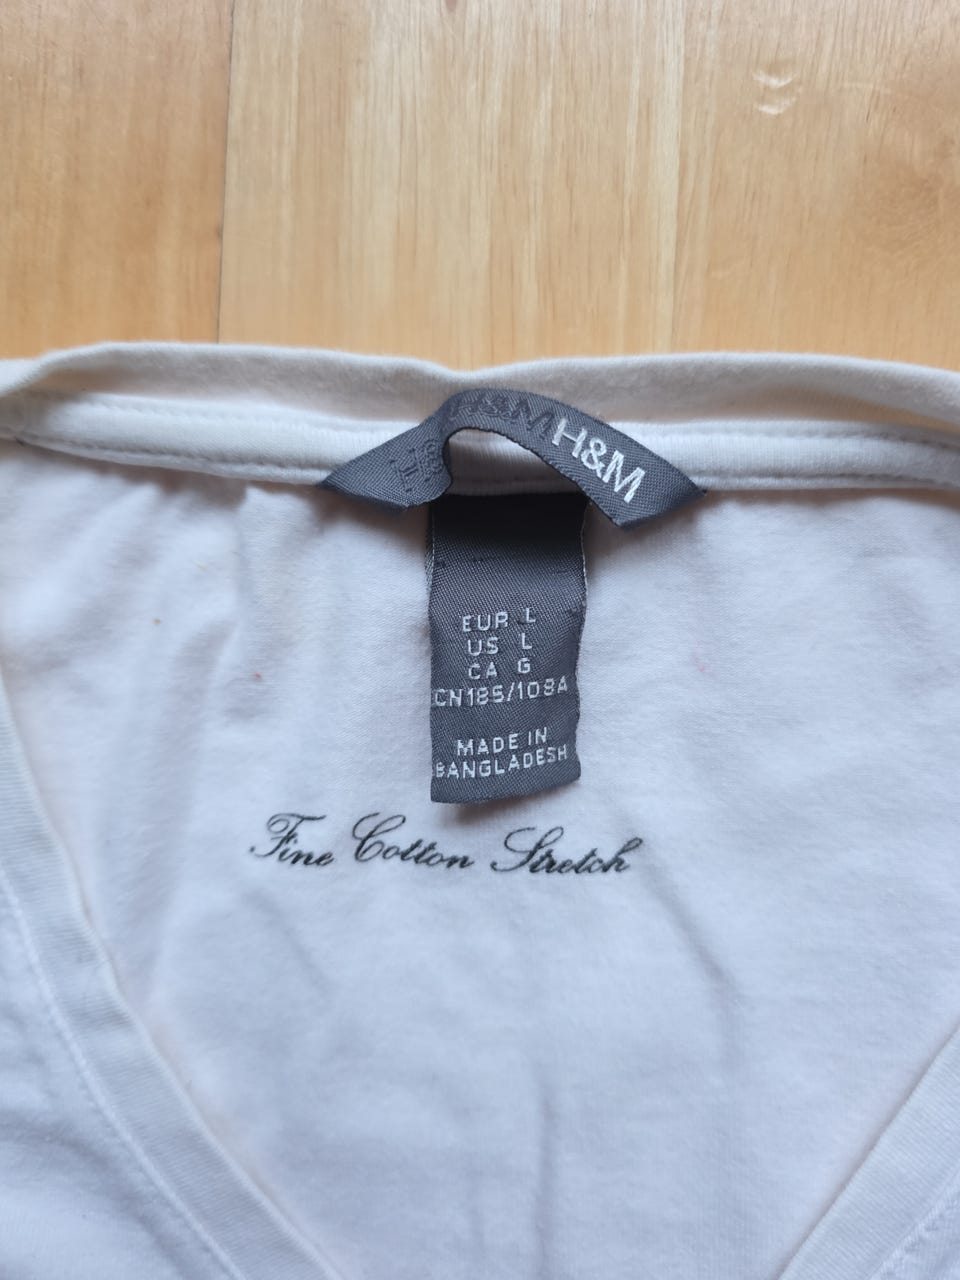 H&M
EUR L
US L
CA G
CN185/108A
MADE IN
BANGLADESH
Fine Cotton Stretch